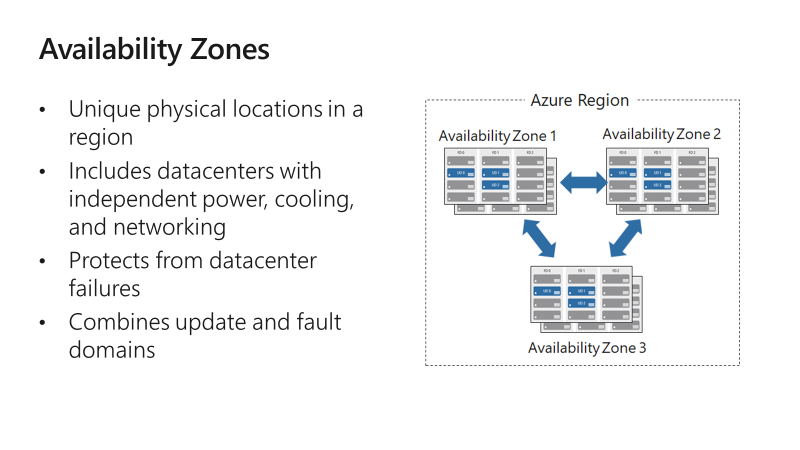 Availability Zones
• Unique physical locations in a
region
• Includes datacenters with
independent power, cooling,
and networking
• Protects from datacenter
failures
• Combines update and fault
domains
Azure Region
Availability Zone 1
FD 0 FD 1 FD 2
UD 0 UD 1
UD 2
Availability Zone 2
FD 0 FD 1 FD 2
UD 0 UD 1
UD 2
FD 0 FD 1 FD 2
UD 0 UD 1
UD 2
Availability Zone 3